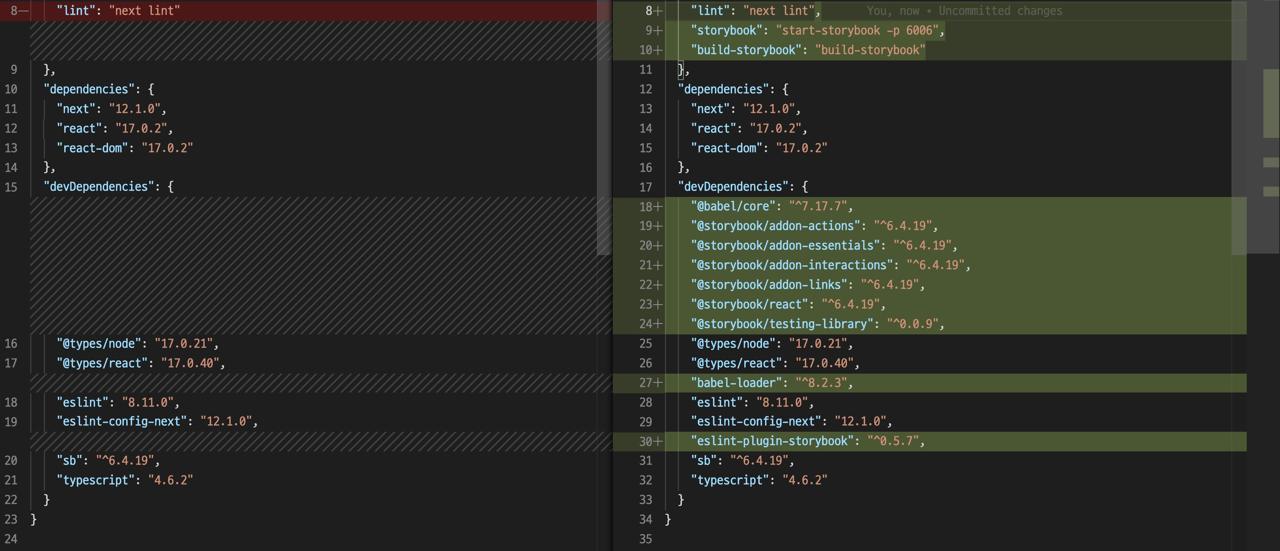 8— "lint": "next lint"
9 },
10 "dependencies": {
11 "next": "12.1.0",
12 "react": "17.0.2",
13 "react-dom": "17.0.2"
14 },
15 "devDependencies": {
16 "@types/node": "17.0.21",
17 "@types/react": "17.0.40",
18 "eslint": "8.11.0",
19 "eslint-config-next": "12.1.0",
20 "sb": "^6.4.19",
21 "typescript": "4.6.2"
22 }
23 }
24
8+ "lint": "next lint", You, now • Uncommitted changes
9+ "storybook": "start-storybook -p 6006",
10+ "build-storybook": "build-storybook"
11 },
12 "dependencies": {
13 "next": "12.1.0",
14 "react": "17.0.2",
15 "react-dom": "17.0.2"
16 },
17 "devDependencies": {
18+ "@babel/core": "^7.17.7",
19+ "@storybook/addon-actions": "^6.4.19",
20+ "@storybook/addon-essentials": "^6.4.19",
21+ "@storybook/addon-interactions": "^6.4.19",
22+ "@storybook/addon-links": "^6.4.19",
23+ "@storybook/react": "^6.4.19",
24+ "@storybook/testing-library": "^0.0.9",
25 "@types/node": "17.0.21",
26 "@types/react": "17.0.40",
27+ "babel-loader": "^8.2.3",
28 "eslint": "8.11.0",
29 "eslint-config-next": "12.1.0",
30+ "eslint-plugin-storybook": "^0.5.7",
31 "sb": "^6.4.19",
32 "typescript": "4.6.2"
33 }
34 }
35